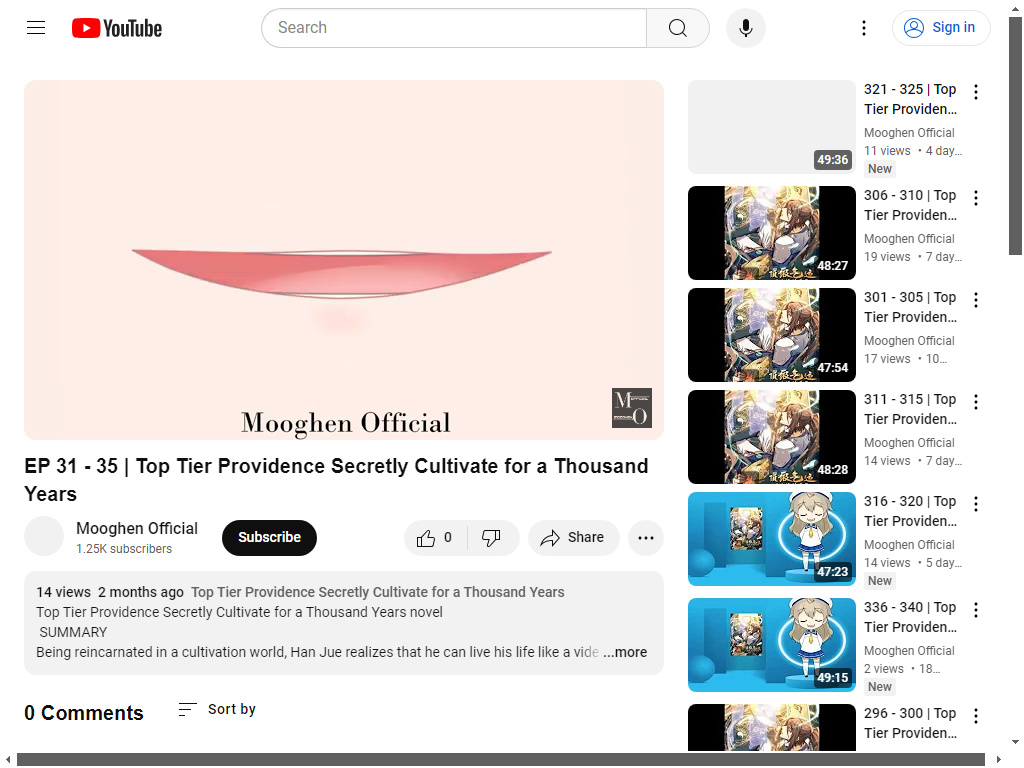 YouTube
Search
Sign in
Mooghen Official
EP 31 - 35 | Top Tier Providence Secretly Cultivate for a Thousand
Years
Mooghen Official
1.25K subscribers
Subscribe
0
Share
14 views 2 months ago Top Tier Providence Secretly Cultivate for a Thousand Years
Top Tier Providence Secretly Cultivate for a Thousand Years novel
SUMMARY
Being reincarnated in a cultivation world, Han Jue realizes that he can live his life like a vide ...more
0 Comments
Sort by
49:36
321 - 325 | Top
Tier Providen...
Mooghen Official
11 views • 4 day...
New
48:27
306 - 310 | Top
Tier Providen...
Mooghen Official
19 views • 7 day...
47:54
301 - 305 | Top
Tier Providen...
Mooghen Official
17 views • 10...
48:28
311 - 315 | Top
Tier Providen...
Mooghen Official
14 views • 7 day...
47:23
316 - 320 | Top
Tier Providen...
Mooghen Official
14 views • 5 day...
New
49:15
336 - 340 | Top
Tier Providen...
Mooghen Official
2 views • 18...
New
296 - 300 | Top
Tier Providen...